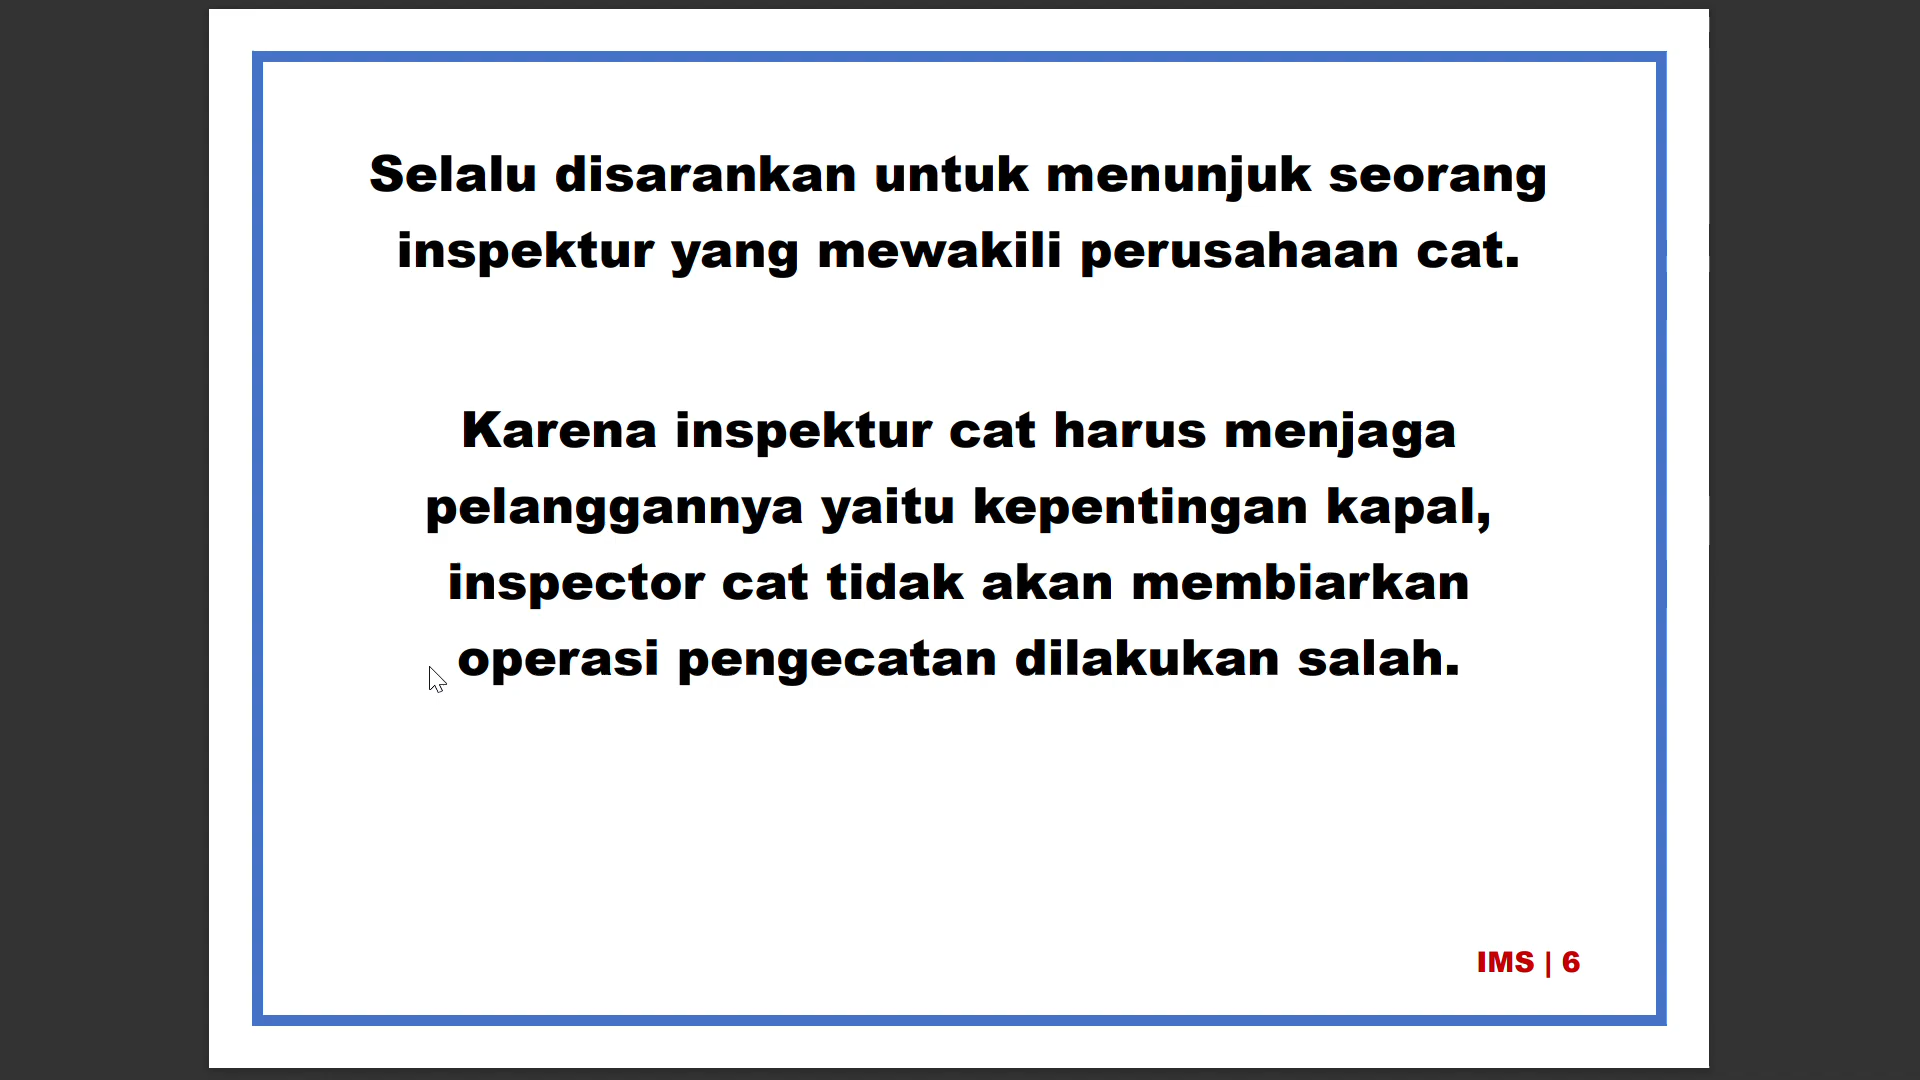 Selalu disarankan untuk menunjuk seorang
inspektur yang mewakili perusahaan cat.
Karena inspektur cat harus menjaga
pelanggannya yaitu kepentingan kapal,
inspector cat tidak akan membiarkan
operasi pengecatan dilakukan salah.
IMS | 6